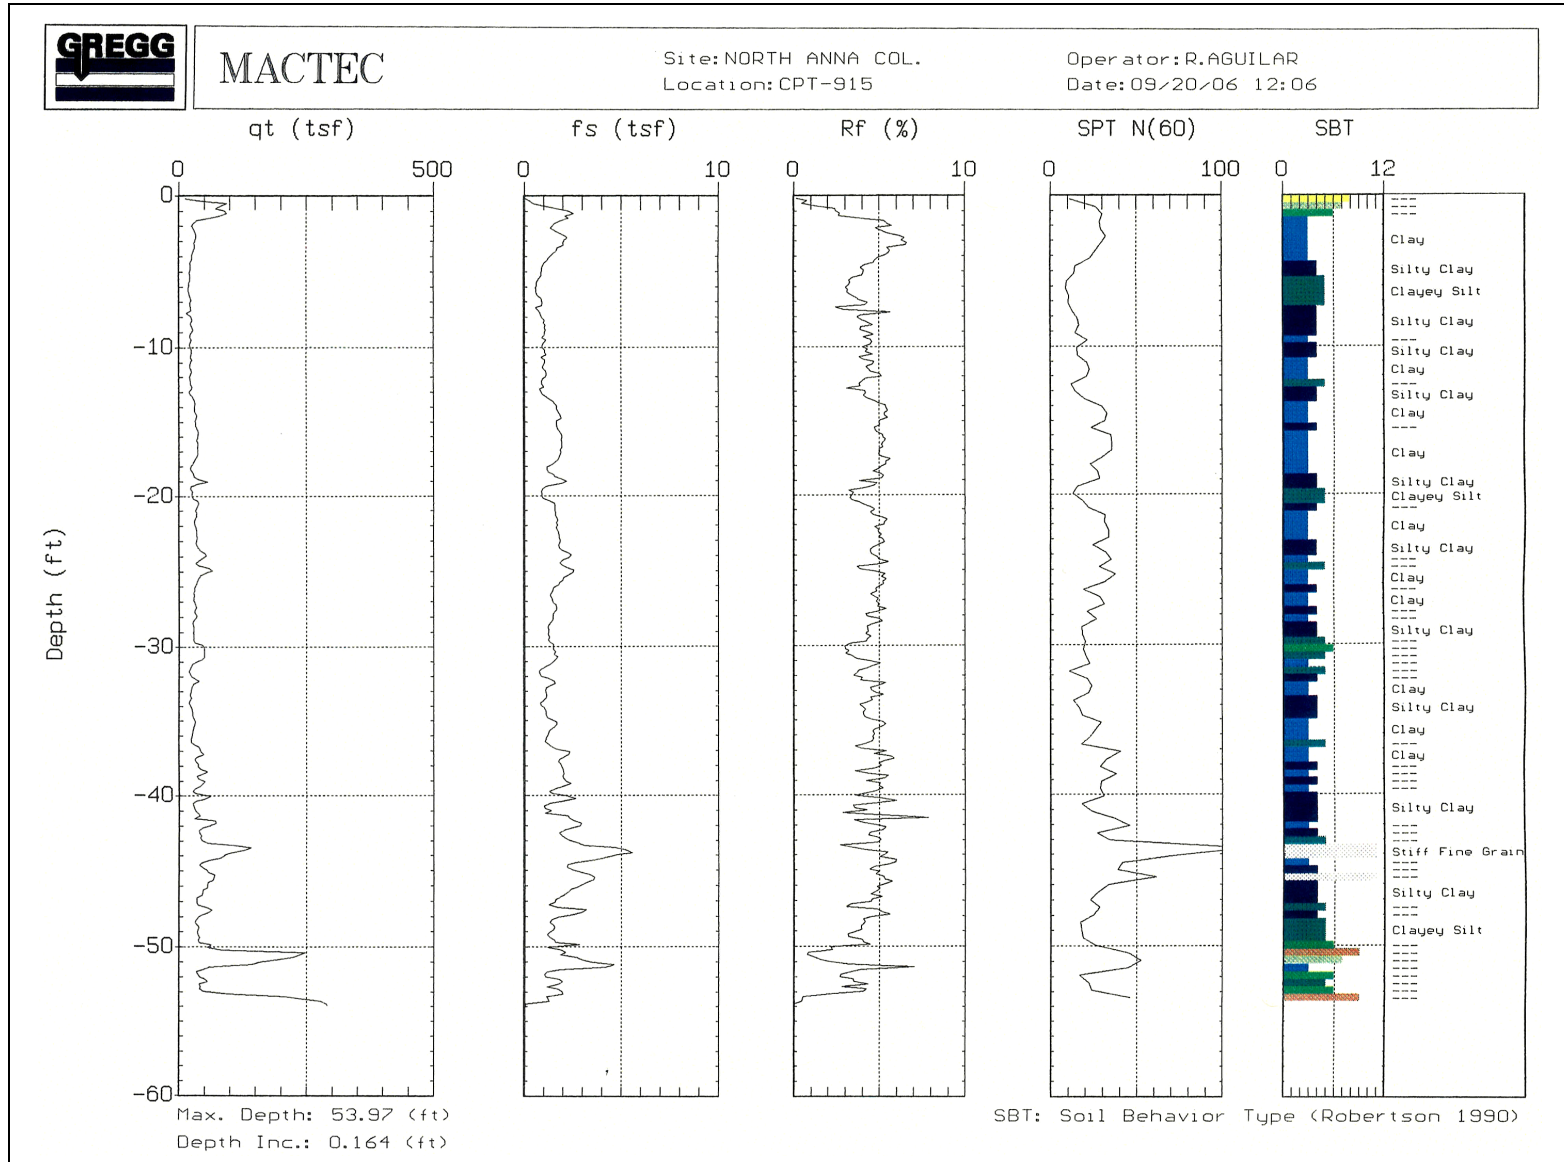 GREGG
MACTEC
Site:NORTH ANNA COL.
Operator:R.AGUILAR
Location:CPT-915
Date:09/20/06 12:06
qt (tsf)
fs (tsf)
Rf (%)
SPT N(60)
SBT
0 500
0 10
0 10
0 100
0 12
0
-10
-20
-30
-40
-50
-60
Depth (ft)
---
---
Clay
Silty Clay
Clayey Silt
Silty Clay
---
Silty Clay
Clay
---
Silty Clay
Clay
---
Clay
Silty Clay
Clayey Silt
---
Clay
Silty Clay
---
---
Clay
---
Clay
---
---
Silty Clay
---
---
---
---
---
Clay
Silty Clay
Clay
---
Clay
---
---
---
Silty Clay
---
---
Stiff Fine Grain
---
---
Silty Clay
---
---
Clayey Silt
---
---
---
---
---
---
Max. Depth: 53.97 (ft)
Depth Inc.: 0.164 (ft)
SBT: Soil Behavior Type (Robertson 1990)